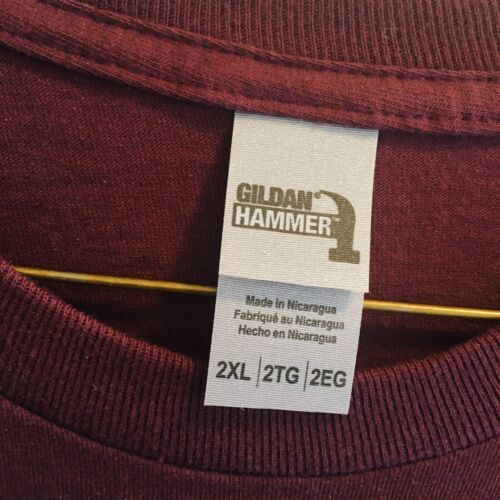 GILDAN
HAMMER™
Made in Nicaragua
Fabriqué au Nicaragua
Hecho en Nicaragua
2XL | 2TG | 2EG